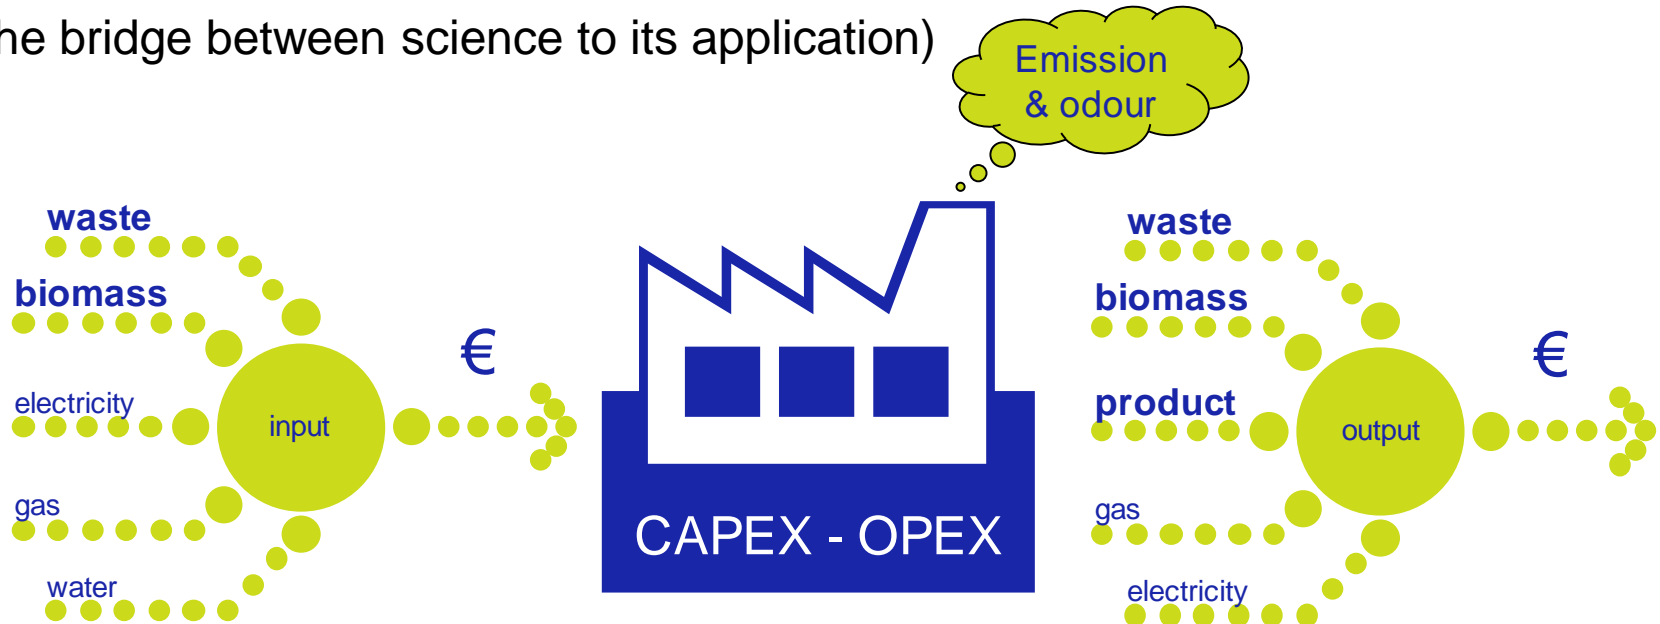 he bridge between science to its application)
Emission
& odour
waste
biomass
electricity
gas
water
input
€
CAPEX - OPEX
waste
biomass
product
gas
electricity
output
€